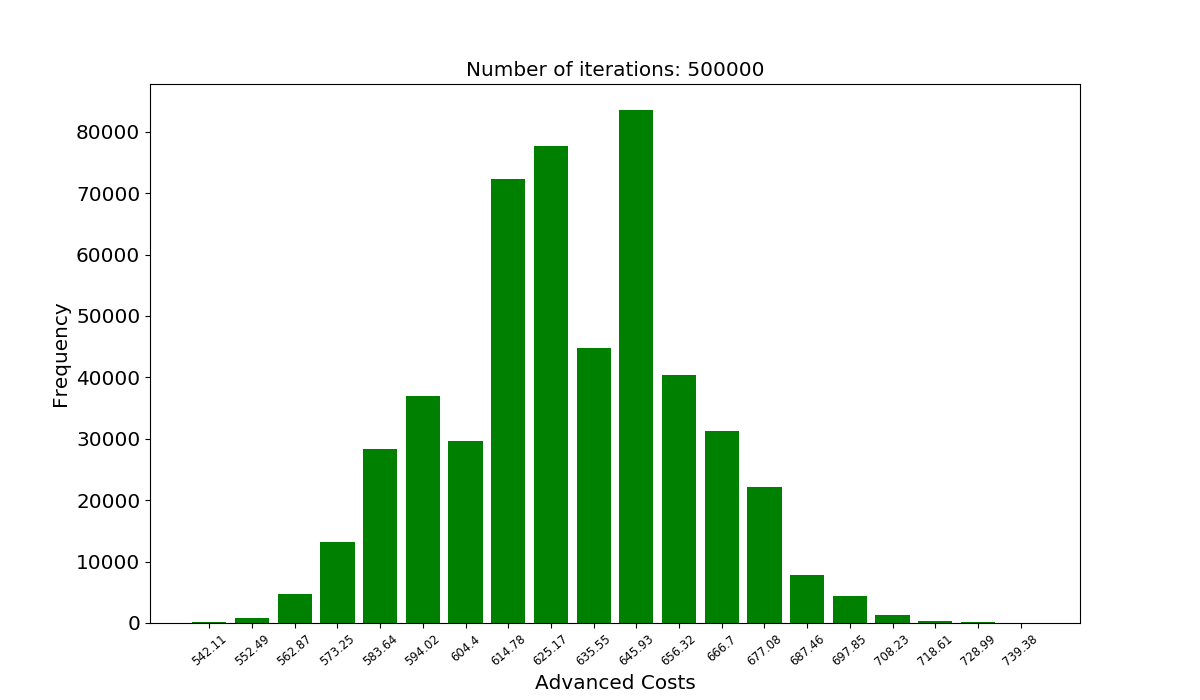 Number of iterations: 500000
Frequency
80000
70000
60000
50000
40000
30000
20000
10000
0
542.11 552.49 562.87 573.25 583.64 594.02 604.4 614.78 625.17 635.55 645.93 656.32 666.7 677.08 687.46 697.85 708.23 718.61 728.99 739.38
Advanced Costs